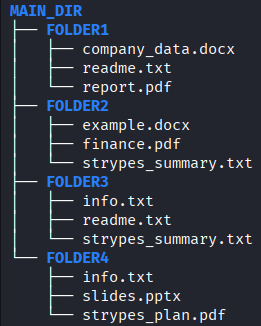 MAIN_DIR
├── FOLDER1
│   ├── company_data.docx
│   ├── readme.txt
│   └── report.pdf
├── FOLDER2
│   ├── example.docx
│   ├── finance.pdf
│   └── strypes_summary.txt
├── FOLDER3
│   ├── info.txt
│   ├── readme.txt
│   └── strypes_summary.txt
└── FOLDER4
    ├── info.txt
    ├── slides.pptx
    └── strypes_plan.pdf